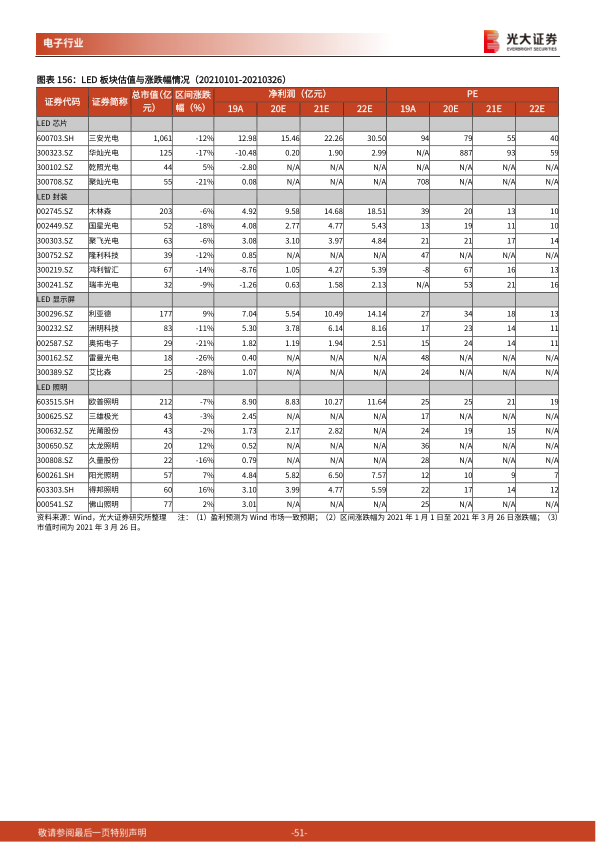 电子行业
光大证券
EVERBRIGHT SECURITIES
图表 156：LED 板块估值与涨跌幅情况（20210101-20210326）
证券代码 证券简称 总市值(亿元) 区间涨跌幅（%） 净利润（亿元） PE
19A 20E 21E 22E 19A 20E 21E 22E
LED 芯片
600703.SH 三安光电 1,061 -12% 12.98 15.46 22.26 30.50 94 79 55 40
300323.SZ 华灿光电 125 -17% -10.48 0.20 1.90 2.99 N/A 887 93 59
300102.SZ 乾照光电 44 5% -2.80 N/A N/A N/A N/A N/A N/A N/A
300708.SZ 聚灿光电 55 -21% 0.08 N/A N/A N/A 708 N/A N/A N/A
LED 封装
002745.SZ 木林森 203 -6% 4.92 9.58 14.68 18.51 39 20 13 10
002449.SZ 国星光电 52 -18% 4.08 2.77 4.77 5.43 13 19 11 10
300303.SZ 聚飞光电 63 -6% 3.08 3.10 3.97 4.84 21 21 17 14
300752.SZ 隆利科技 39 -12% 0.85 N/A N/A N/A 47 N/A N/A N/A
300219.SZ 鸿利智汇 67 -14% -8.76 1.05 4.27 5.39 -8 67 16 13
300241.SZ 瑞丰光电 32 -9% -1.26 0.63 1.58 2.13 N/A 53 21 16
LED 显示屏
300296.SZ 利亚德 177 9% 7.04 5.54 10.49 14.14 27 34 18 13
300232.SZ 洲明科技 83 -11% 5.30 3.78 6.14 8.16 17 23 14 11
002587.SZ 奥拓电子 29 -21% 1.82 1.19 1.94 2.51 15 24 14 11
300162.SZ 雷曼光电 18 -26% 0.40 N/A N/A N/A 48 N/A N/A N/A
300389.SZ 艾比森 25 -28% 1.07 N/A N/A N/A 24 N/A N/A N/A
LED 照明
603515.SH 欧普照明 212 -7% 8.90 8.83 10.27 11.64 25 25 21 19
300625.SZ 三雄极光 43 -3% 2.45 N/A N/A N/A 17 N/A N/A N/A
300632.SZ 光莆股份 43 -2% 1.73 2.17 2.82 N/A 24 19 15 N/A
300650.SZ 太龙照明 20 12% 0.52 N/A N/A N/A 36 N/A N/A N/A
300808.SZ 久量股份 22 -16% 0.79 N/A N/A N/A 28 N/A N/A N/A
600261.SH 阳光照明 57 7% 4.84 5.82 6.50 7.57 12 10 9 7
603303.SH 得邦照明 60 16% 3.10 3.99 4.77 5.59 22 17 14 12
000541.SZ 佛山照明 77 2% 3.01 N/A N/A N/A 25 N/A N/A N/A
资料来源：Wind，光大证券研究所整理 注：（1）盈利预测为 Wind 市场一致预期；（2）区间涨跌幅为 2021 年 1 月 1 日至 2021 年 3 月 26 日涨跌幅；（3）
市值时间为 2021 年 3 月 26 日。
敬请参阅最后一页特别声明 -51-